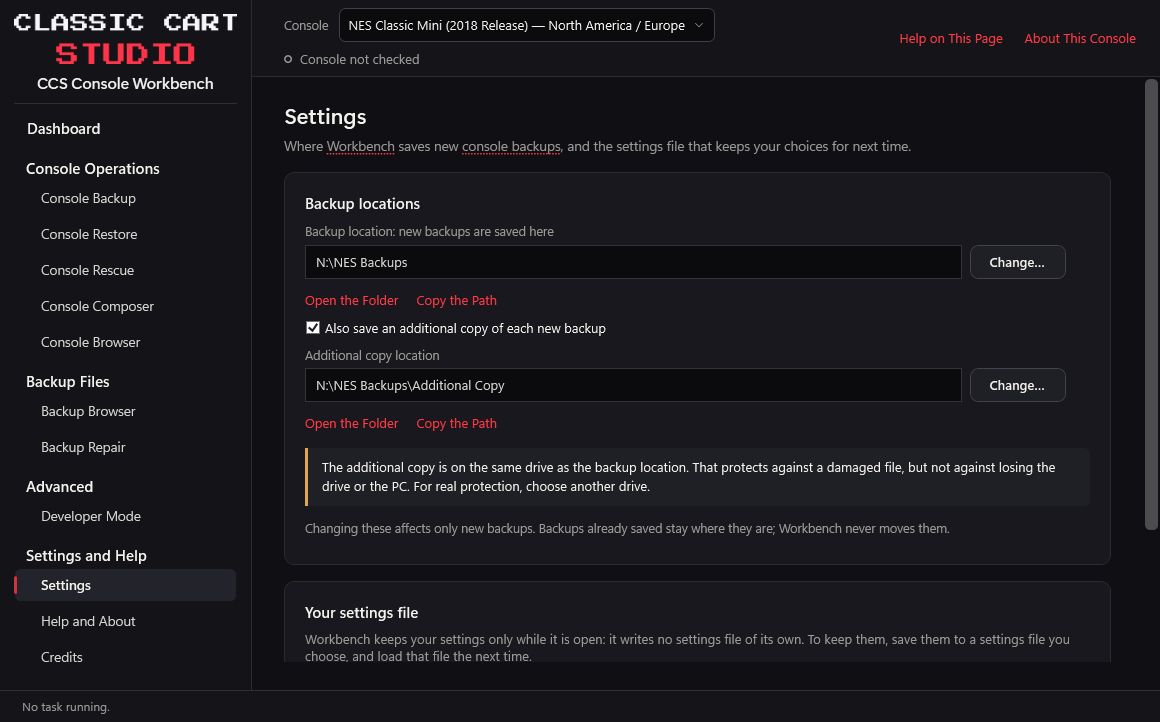 CLASSIC CART
STUDIO
CCS Console Workbench
Dashboard
Console Operations
Console Backup
Console Restore
Console Rescue
Console Composer
Console Browser
Backup Files
Backup Browser
Backup Repair
Advanced
Developer Mode
Settings and Help
Settings
Help and About
Credits
Console
NES Classic Mini (2018 Release) — North America / Europe
Console not checked
Help on This Page
About This Console
Settings
Where Workbench saves new console backups, and the settings file that keeps your choices for next time.
Backup locations
Backup location: new backups are saved here
N:\NES Backups
Change...
Open the Folder
Copy the Path
Also save an additional copy of each new backup
Additional copy location
N:\NES Backups\Additional Copy
Change...
Open the Folder
Copy the Path
The additional copy is on the same drive as the backup location. That protects against a damaged file, but not against losing the
drive or the PC. For real protection, choose another drive.
Changing these affects only new backups. Backups already saved stay where they are; Workbench never moves them.
Your settings file
Workbench keeps your settings only while it is open: it writes no settings file of its own. To keep them, save them to a settings file you
choose, and load that file the next time.
No task running.